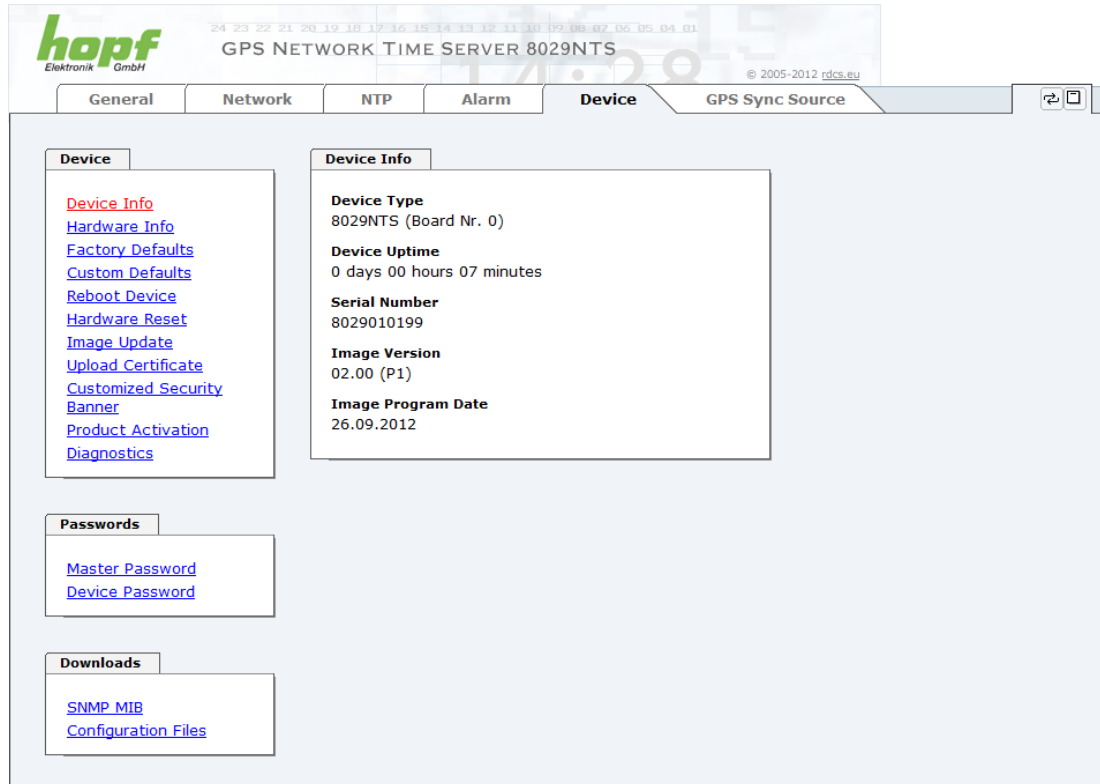 hopf
Elektronik GmbH
24 23 22 21 20 19 18 17 16 15 14 13 12 11 10 09 08 07 06 05 04 01
GPS NETWORK TIME SERVER 8029NTS
14:28
© 2005-2012 rdcs.eu
General Network NTP Alarm Device GPS Sync Source
Device
Device Info
Hardware Info
Factory Defaults
Custom Defaults
Reboot Device
Hardware Reset
Image Update
Upload Certificate
Customized Security
Banner
Product Activation
Diagnostics
Device Info
Device Type
8029NTS (Board Nr. 0)
Device Uptime
0 days 00 hours 07 minutes
Serial Number
8029010199
Image Version
02.00 (P1)
Image Program Date
26.09.2012
Passwords
Master Password
Device Password
Downloads
SNMP MIB
Configuration Files